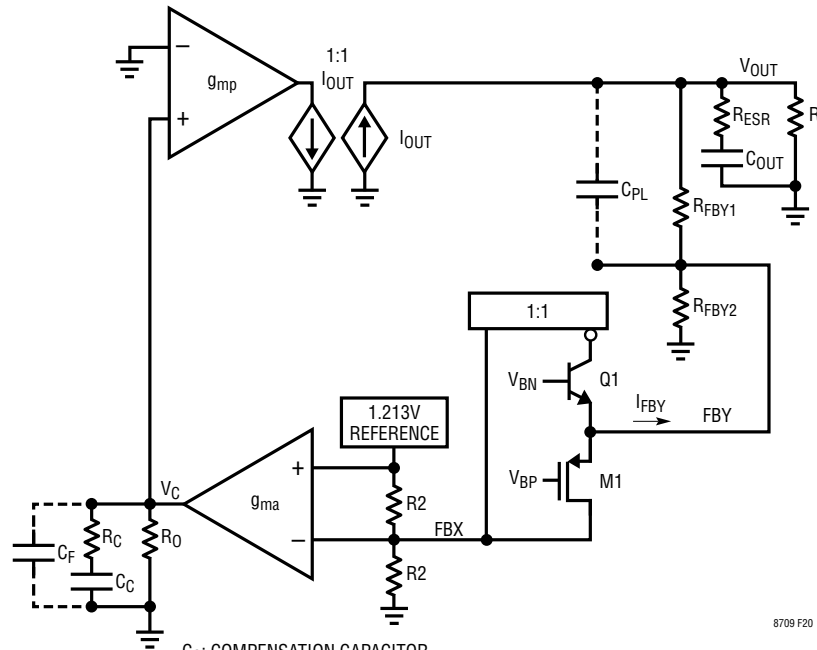 1:1
IOUT
gmp
−
+
IOUT
VOUT
RESR
COUT
R
CPL
RFBY1
RFBY2
1:1
VBN
Q1
IFBY
FBY
VBP
M1
1.213V
REFERENCE
+
gma
−
R2
FBX
R2
VC
CF
RC
CC
RO
8709 F20